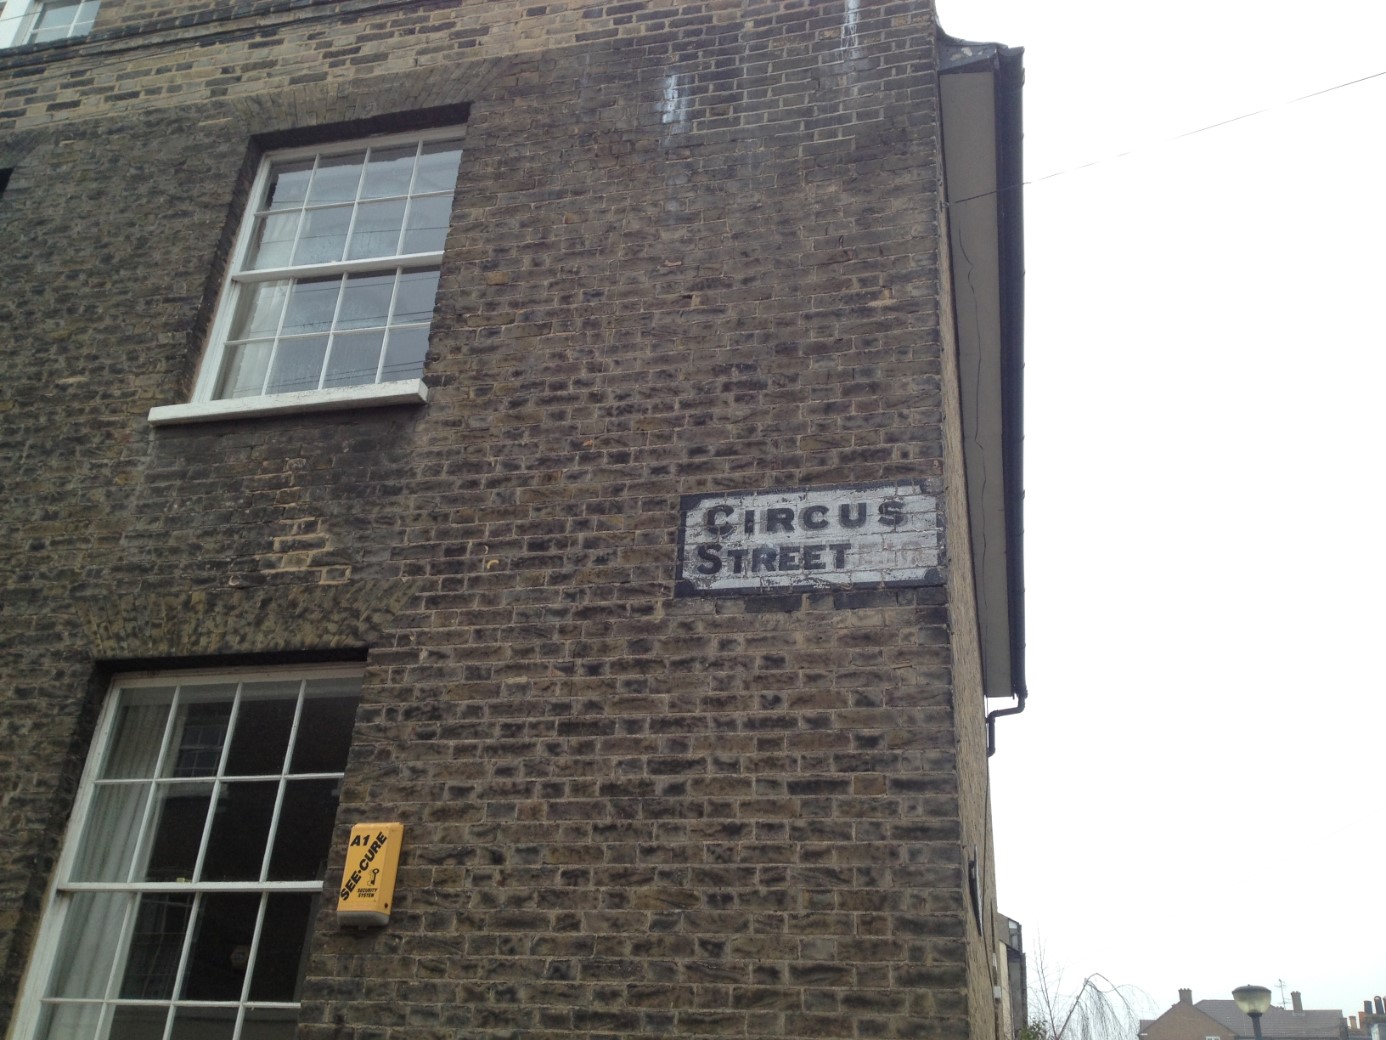 CIRCUS
STREET
A1
SEE·CURE
SECURITY
SYSTEM